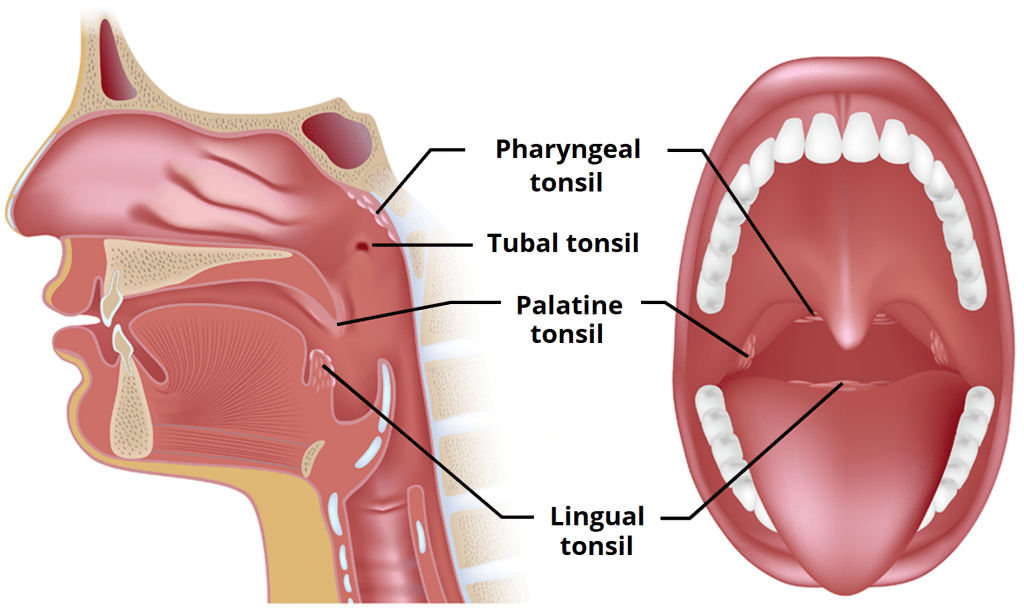 Pharyngeal
tonsil
Tubal tonsil
Palatine
tonsil
Lingual
tonsil